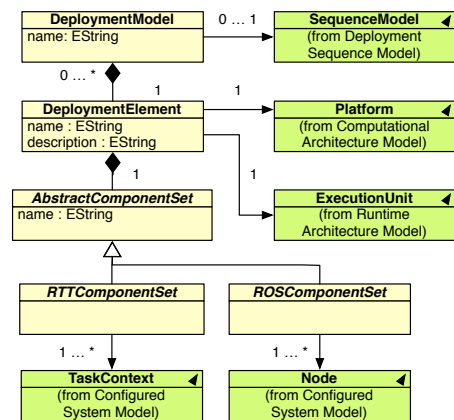 DeploymentModel
name: EString
0 ... 1
SequenceModel
(from Deployment
Sequence Model)
0 ... *
1
DeploymentElement
name : EString
description : EString
1
Platform
(from Computational
Architecture Model)
1
AbstractComponentSet
name : EString
1
ExecutionUnit
(from Runtime
Architecture Model)
RTTComponentSet
ROSComponentSet
1 ... *
1 ... *
TaskContext
(from Configured
System Model)
Node
(from Configured
System Model)